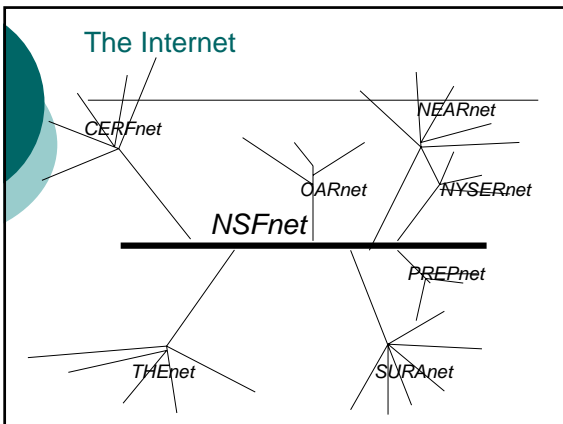 The Internet
NEARnet
CERFnet
OARnet
NYSERnet
NSFnet
PREPnet
THEnet
SURAnet